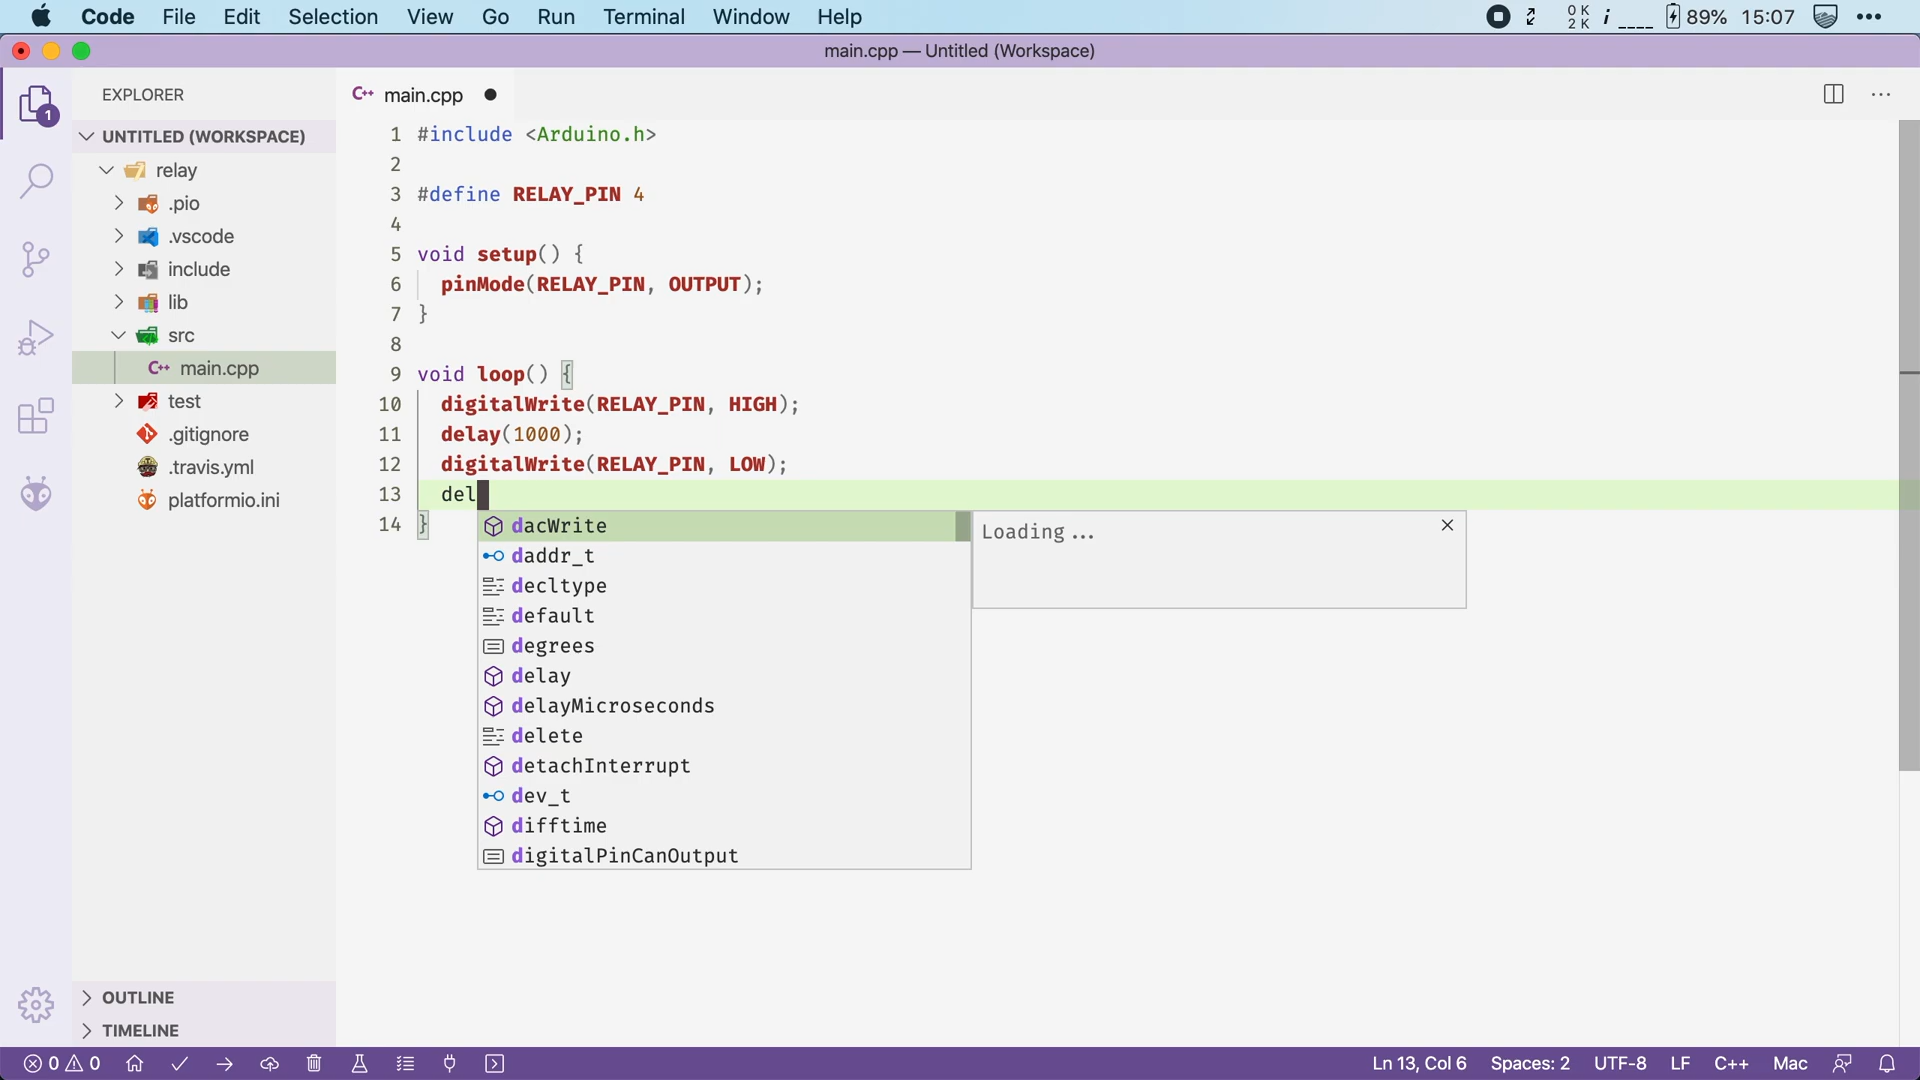 Code File Edit Selection View Go Run Terminal Window Help 0 K 2 K i 89% 15:07
main.cpp — Untitled (Workspace)
EXPLORER
UNTITLED (WORKSPACE)
relay
.pio
.vscode
include
lib
src
main.cpp
test
.gitignore
.travis.yml
platformio.ini
OUTLINE
TIMELINE
1
C++ main.cpp
1 #include <Arduino.h>
2
3 #define RELAY_PIN 4
4
5 void setup() {
6 pinMode(RELAY_PIN, OUTPUT);
7 }
8
9 void loop() {
10 digitalWrite(RELAY_PIN, HIGH);
11 delay(1000);
12 digitalWrite(RELAY_PIN, LOW);
13 del
14 }
dacWrite
daddr_t
decltype
default
degrees
delay
delayMicroseconds
delete
detachInterrupt
dev_t
difftime
digitalPinCanOutput
Loading ...
0 0 Ln 13, Col 6 Spaces: 2 UTF-8 LF C++ Mac